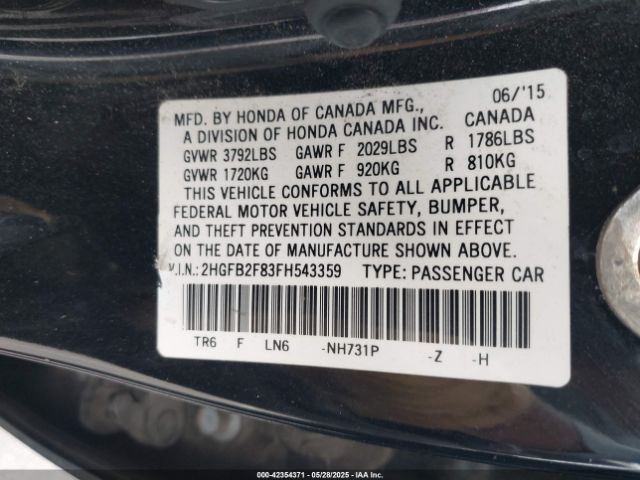 06/'15
MFD. BY HONDA OF CANADA MFG., CANADA
A DIVISION OF HONDA CANADA INC.
GVWR 3792LBS GAWR F 2029LBS R 1786LBS
GVWR 1720KG GAWR F 920KG R 810KG
THIS VEHICLE CONFORMS TO ALL APPLICABLE
FEDERAL MOTOR VEHICLE SAFETY, BUMPER,
AND THEFT PREVENTION STANDARDS IN EFFECT
ON THE DATE OF MANUFACTURE SHOWN ABOVE.
V.I.N.: 2HGFB2F83FH543359 TYPE: PASSENGER CAR
TR6 F LN6 -NH731P -Z -H
000-42354371 - 05/28/2025 - IAA Inc.